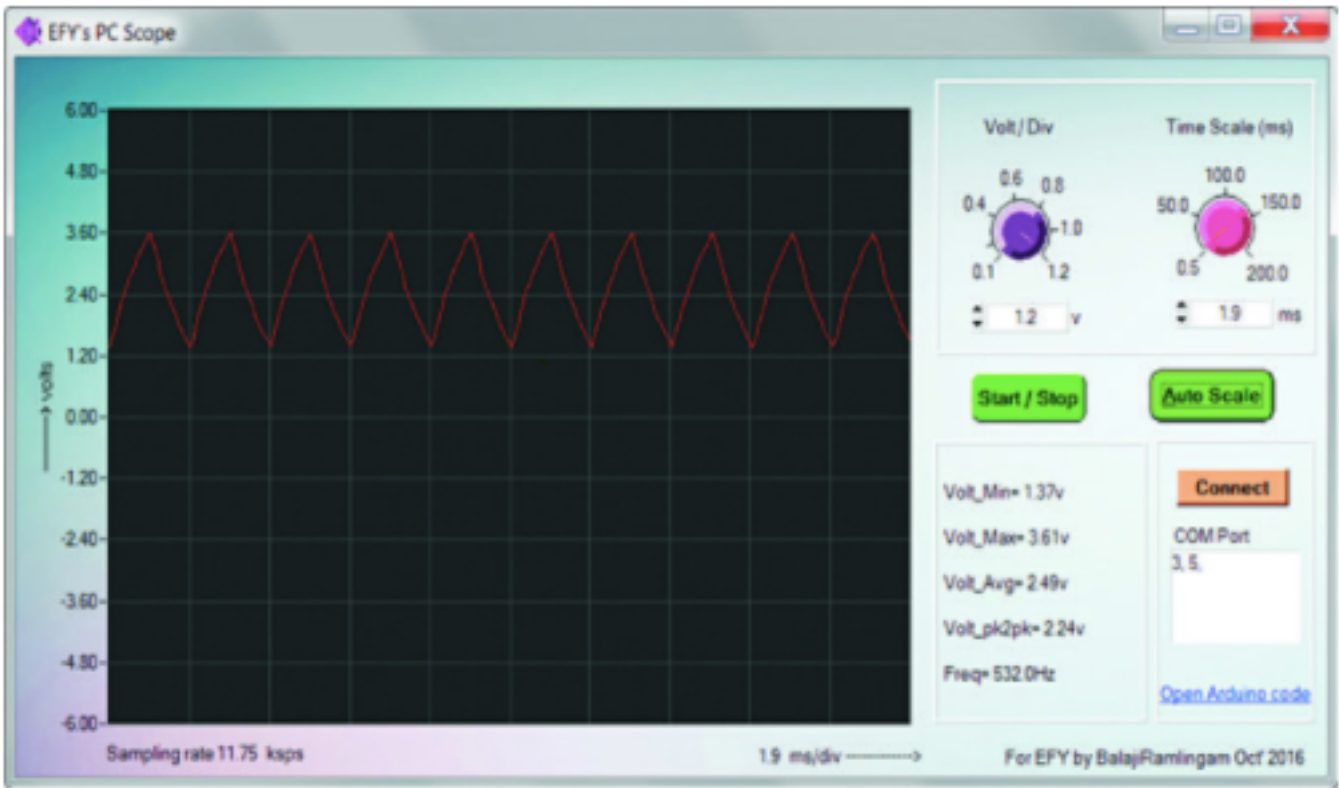 EFY's PC Scope
6.00
4.80
3.60
2.40
1.20
0.00
-1.20
-2.40
-3.60
-4.80
-6.00
volts
Sampling rate 11.75 ksps
1.9 ms/div
Volt/Div
0.1
0.4
0.6
0.8
1.0
1.2
1.2 v
Time Scale (ms)
0.5
50.0
100.0
150.0
200.0
1.9 ms
Start / Stop
Auto Scale
Volt_Min= 1.37v
Volt_Max= 3.61v
Volt_Avg= 2.49v
Volt_pk2pk= 2.24v
Freq= 532.0Hz
Connect
COM Port
3, 5,
Open Arduino code
For EFY by BalajiRamlingam Oct' 2016